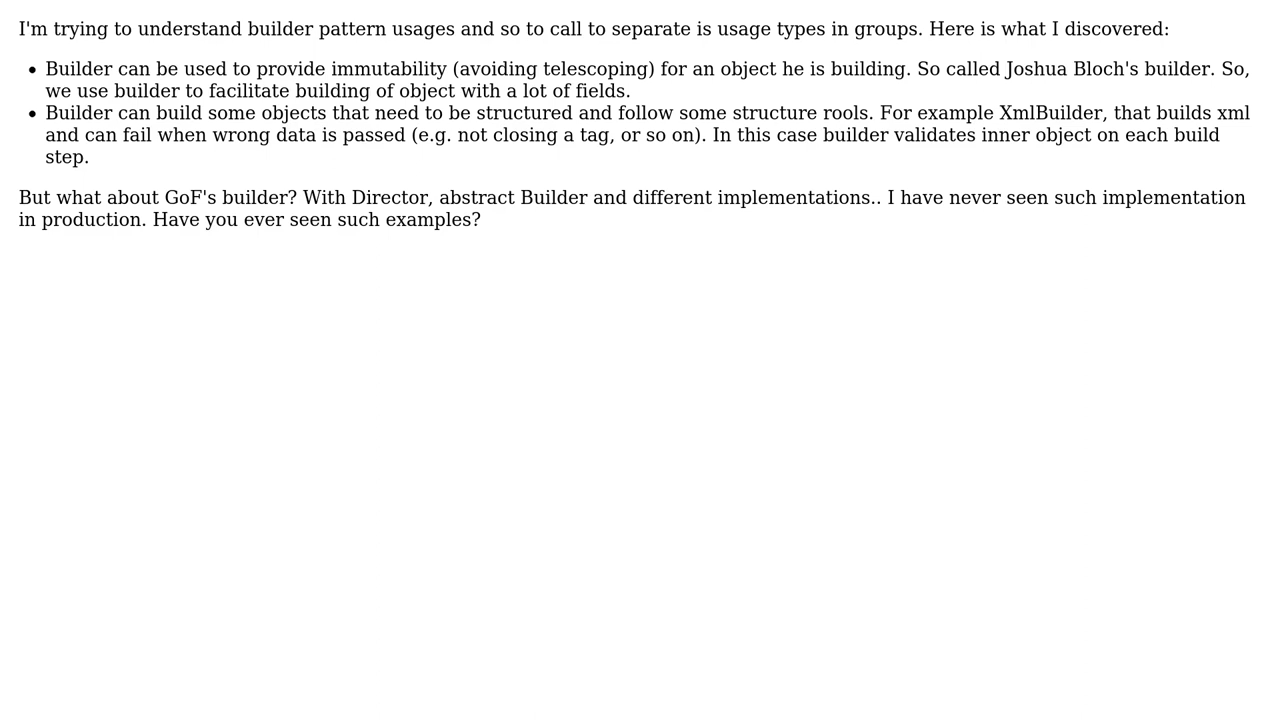 I'm trying to understand builder pattern usages and so to call to separate is usage types in groups. Here is what I discovered:
• Builder can be used to provide immutability (avoiding telescoping) for an object he is building. So called Joshua Bloch's builder. So,
we use builder to facilitate building of object with a lot of fields.
• Builder can build some objects that need to be structured and follow some structure rools. For example XmlBuilder, that builds xml
and can fail when wrong data is passed (e.g. not closing a tag, or so on). In this case builder validates inner object on each build
step.
But what about GoF's builder? With Director, abstract Builder and different implementations.. I have never seen such implementation
in production. Have you ever seen such examples?